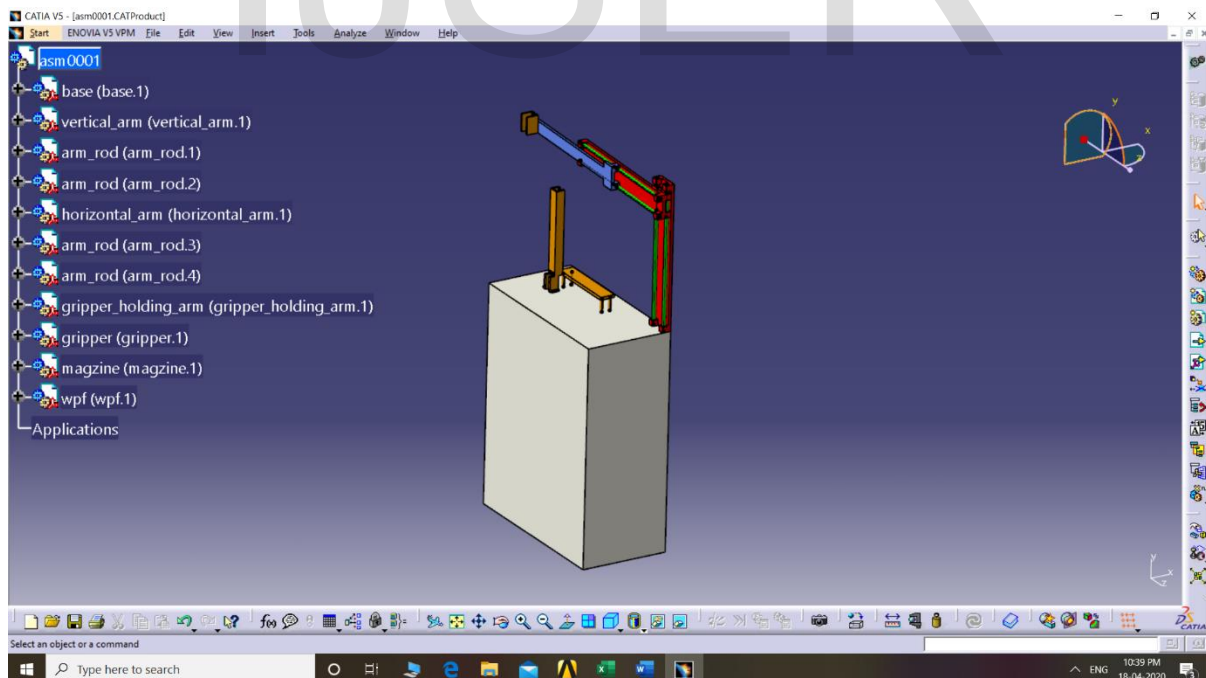 IJSER
CATIA V5 - [asm0001.CATProduct]
Start ENOVIA V5 VPM File Edit View Insert Tools Analyze Window Help
asm0001
base (base.1)
vertical_arm (vertical_arm.1)
arm_rod (arm_rod.1)
arm_rod (arm_rod.2)
horizontal_arm (horizontal_arm.1)
arm_rod (arm_rod.3)
arm_rod (arm_rod.4)
gripper_holding_arm (gripper_holding_arm.1)
gripper (gripper.1)
magzine (magzine.1)
wpf (wpf.1)
Applications
y
x
z
y
x
z
f(x)
CATIA
Select an object or a command
Type here to search
ENG
10:39 PM
18-04-2020